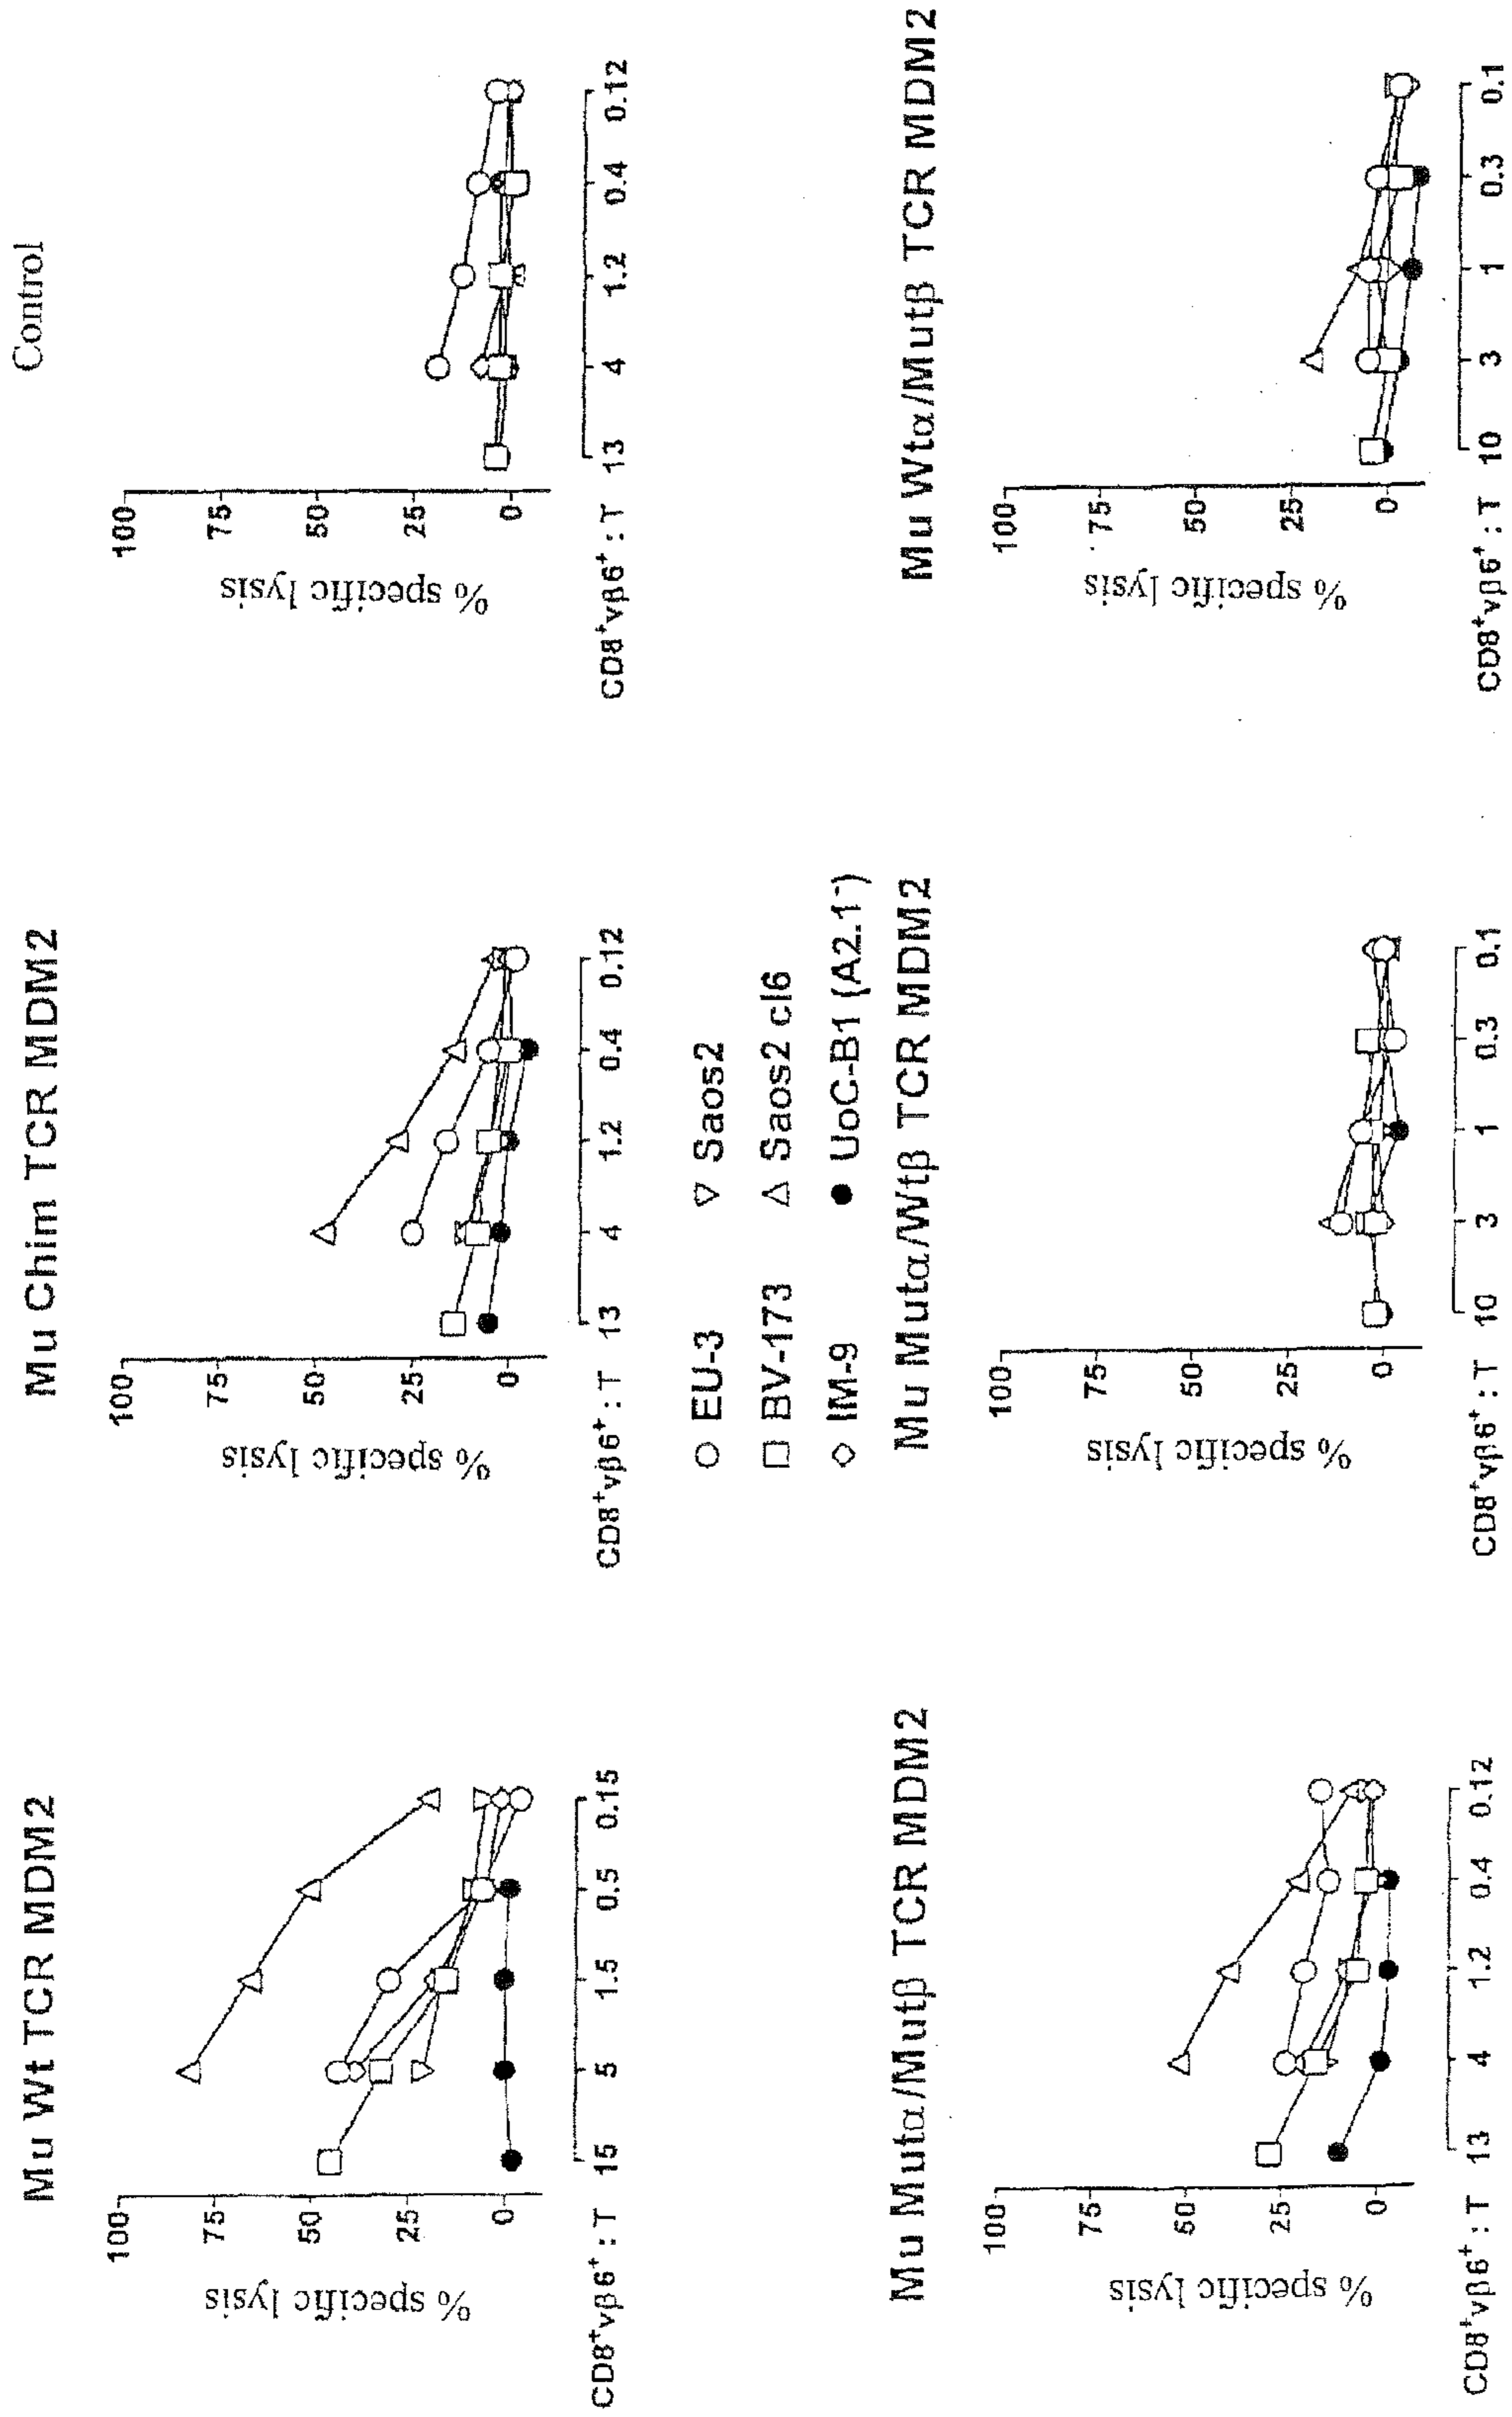 Mu Wt TCR MDM2
% specific lysis
100
75
50
25
0
CD8⁺vβ6⁺ : T 15 5 1.5 0.5 0.15
Mu Chim TCR MDM2
% specific lysis
100
75
50
25
0
CD8⁺vβ6⁺ : T 13 4 1.2 0.4 0.12
Control
% specific lysis
100
75
50
25
0
CD8⁺vβ6⁺ : T 13 4 1.2 0.4 0.12
○ EU-3 ▽ Saos2
□ BV-173 △ Saos2 cl6
◇ IM-9 ● UoC-B1 (A2.1⁻)
Mu Mutα/Mutβ TCR MDM2
% specific lysis
100
75
50
25
0
CD8⁺vβ6⁺ : T 13 4 1.2 0.4 0.12
Mu Mutα/Wtβ TCR MDM2
% specific lysis
100
75
50
25
0
CD8⁺vβ6⁺ : T 10 3 1 0.3 0.1
Mu Wtα/Mutβ TCR MDM2
% specific lysis
100
75
50
25
0
CD8⁺vβ6⁺ : T 10 3 1 0.3 0.1